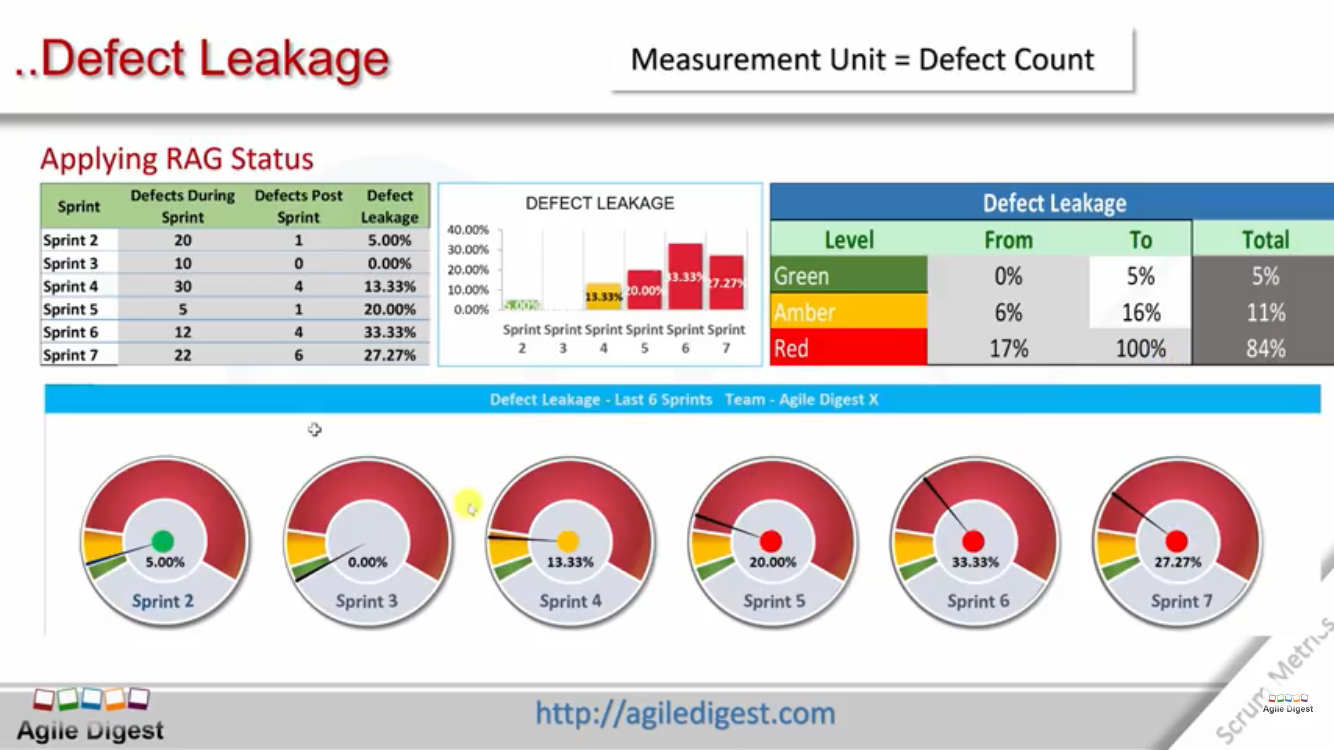 ..Defect Leakage
Measurement Unit = Defect Count
Applying RAG Status
Sprint Defects During Sprint Defects Post Sprint Defect Leakage
Sprint 2 20 1 5.00%
Sprint 3 10 0 0.00%
Sprint 4 30 4 13.33%
Sprint 5 5 1 20.00%
Sprint 6 12 4 33.33%
Sprint 7 22 6 27.27%
DEFECT LEAKAGE
40.00%
30.00%
20.00%
10.00%
0.00%
5.00% 13.33% 20.00% 33.33% 27.27%
Sprint Sprint Sprint Sprint Sprint Sprint
2 3 4 5 6 7
Defect Leakage
Level From To Total
Green 0% 5% 5%
Amber 6% 16% 11%
Red 17% 100% 84%
Defect Leakage - Last 6 Sprints Team - Agile Digest X
5.00% 0.00% 13.33% 20.00% 33.33% 27.27%
Sprint 2 Sprint 3 Sprint 4 Sprint 5 Sprint 6 Sprint 7
Agile Digest
http://agiledigest.com
Scrum Metrics
Agile Digest